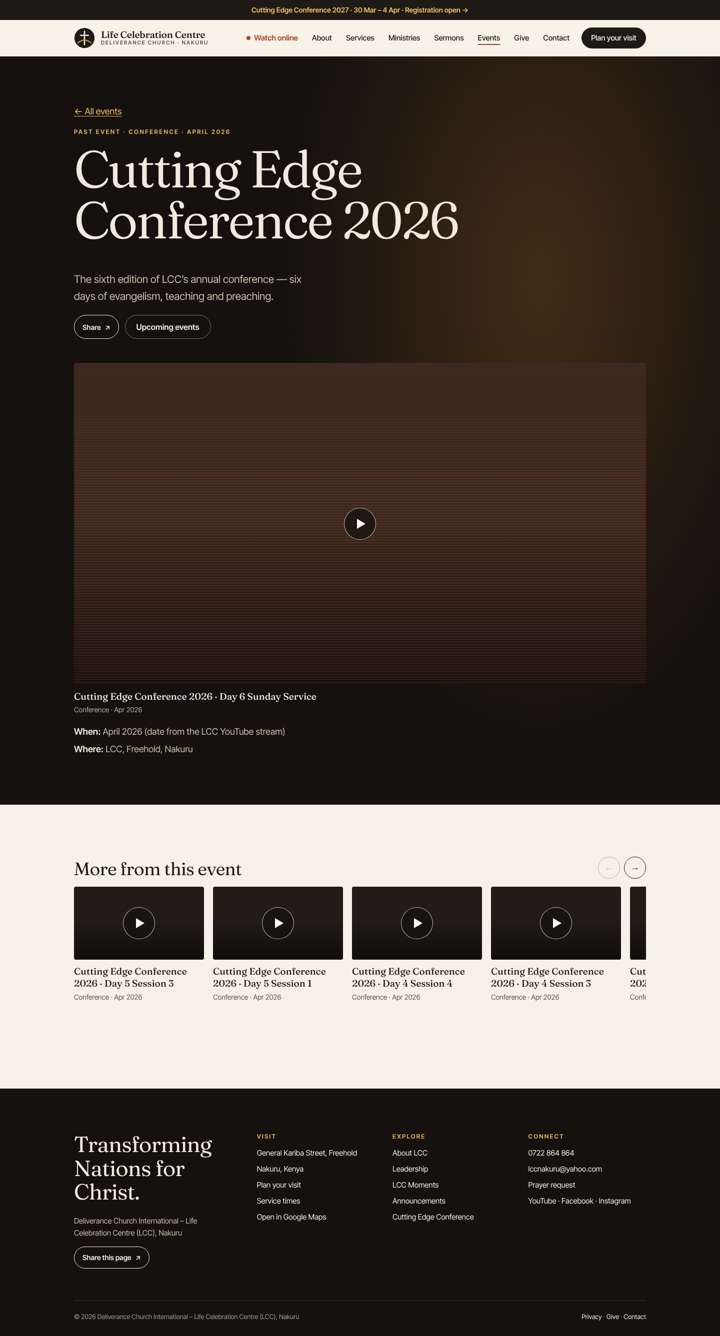 Cutting Edge Conference 2027 · 30 Mar – 4 Apr · Registration open →
Life Celebration Centre
DELIVERANCE CHURCH · NAKURU
Watch online
About
Services
Ministries
Sermons
Events
Give
Contact
Plan your visit
← All events
PAST EVENT · CONFERENCE · APRIL 2026
Cutting Edge
Conference 2026
The sixth edition of LCC's annual conference — six
days of evangelism, teaching and preaching.
Share ↗
Upcoming events
Cutting Edge Conference 2026 - Day 6 Sunday Service
Conference · Apr 2026
When: April 2026 (date from the LCC YouTube stream)
Where: LCC, Freehold, Nakuru
More from this event
← →
Cutting Edge Conference
2026 - Day 5 Session 3
Conference · Apr 2026
Cutting Edge Conference
2026 - Day 5 Session 1
Conference · Apr 2026
Cutting Edge Conference
2026 - Day 4 Session 4
Conference · Apr 2026
Cutting Edge Conference
2026 - Day 4 Session 3
Conference · Apr 2026
Transforming
Nations for
Christ.
Deliverance Church International – Life
Celebration Centre (LCC), Nakuru
Share this page ↗
VISIT
General Kariba Street, Freehold
Nakuru, Kenya
Plan your visit
Service times
Open in Google Maps
EXPLORE
About LCC
Leadership
LCC Moments
Announcements
Cutting Edge Conference
CONNECT
0722 864 864
lccnakuru@yahoo.com
Prayer request
YouTube · Facebook · Instagram
© 2026 Deliverance Church International – Life Celebration Centre (LCC), Nakuru
Privacy · Give · Contact